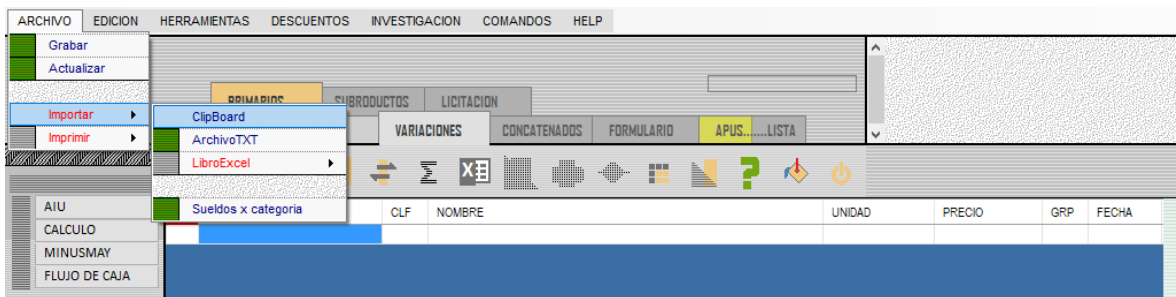 ARCHIVO EDICION HERRAMIENTAS DESCUENTOS INVESTIGACION COMANDOS HELP
Grabar
Actualizar
PRIMARIOS SUBRODUCTOS LICITACION
Importar ClipBoard
VARIACIONES CONCATENADOS FORMULARIO APUS.......LISTA
Imprimir ArchivoTXT
LibroExcel
Sueldos x categoria
AIU CLF NOMBRE UNIDAD PRECIO GRP FECHA
CALCULO
MINUSMAY
FLUJO DE CAJA